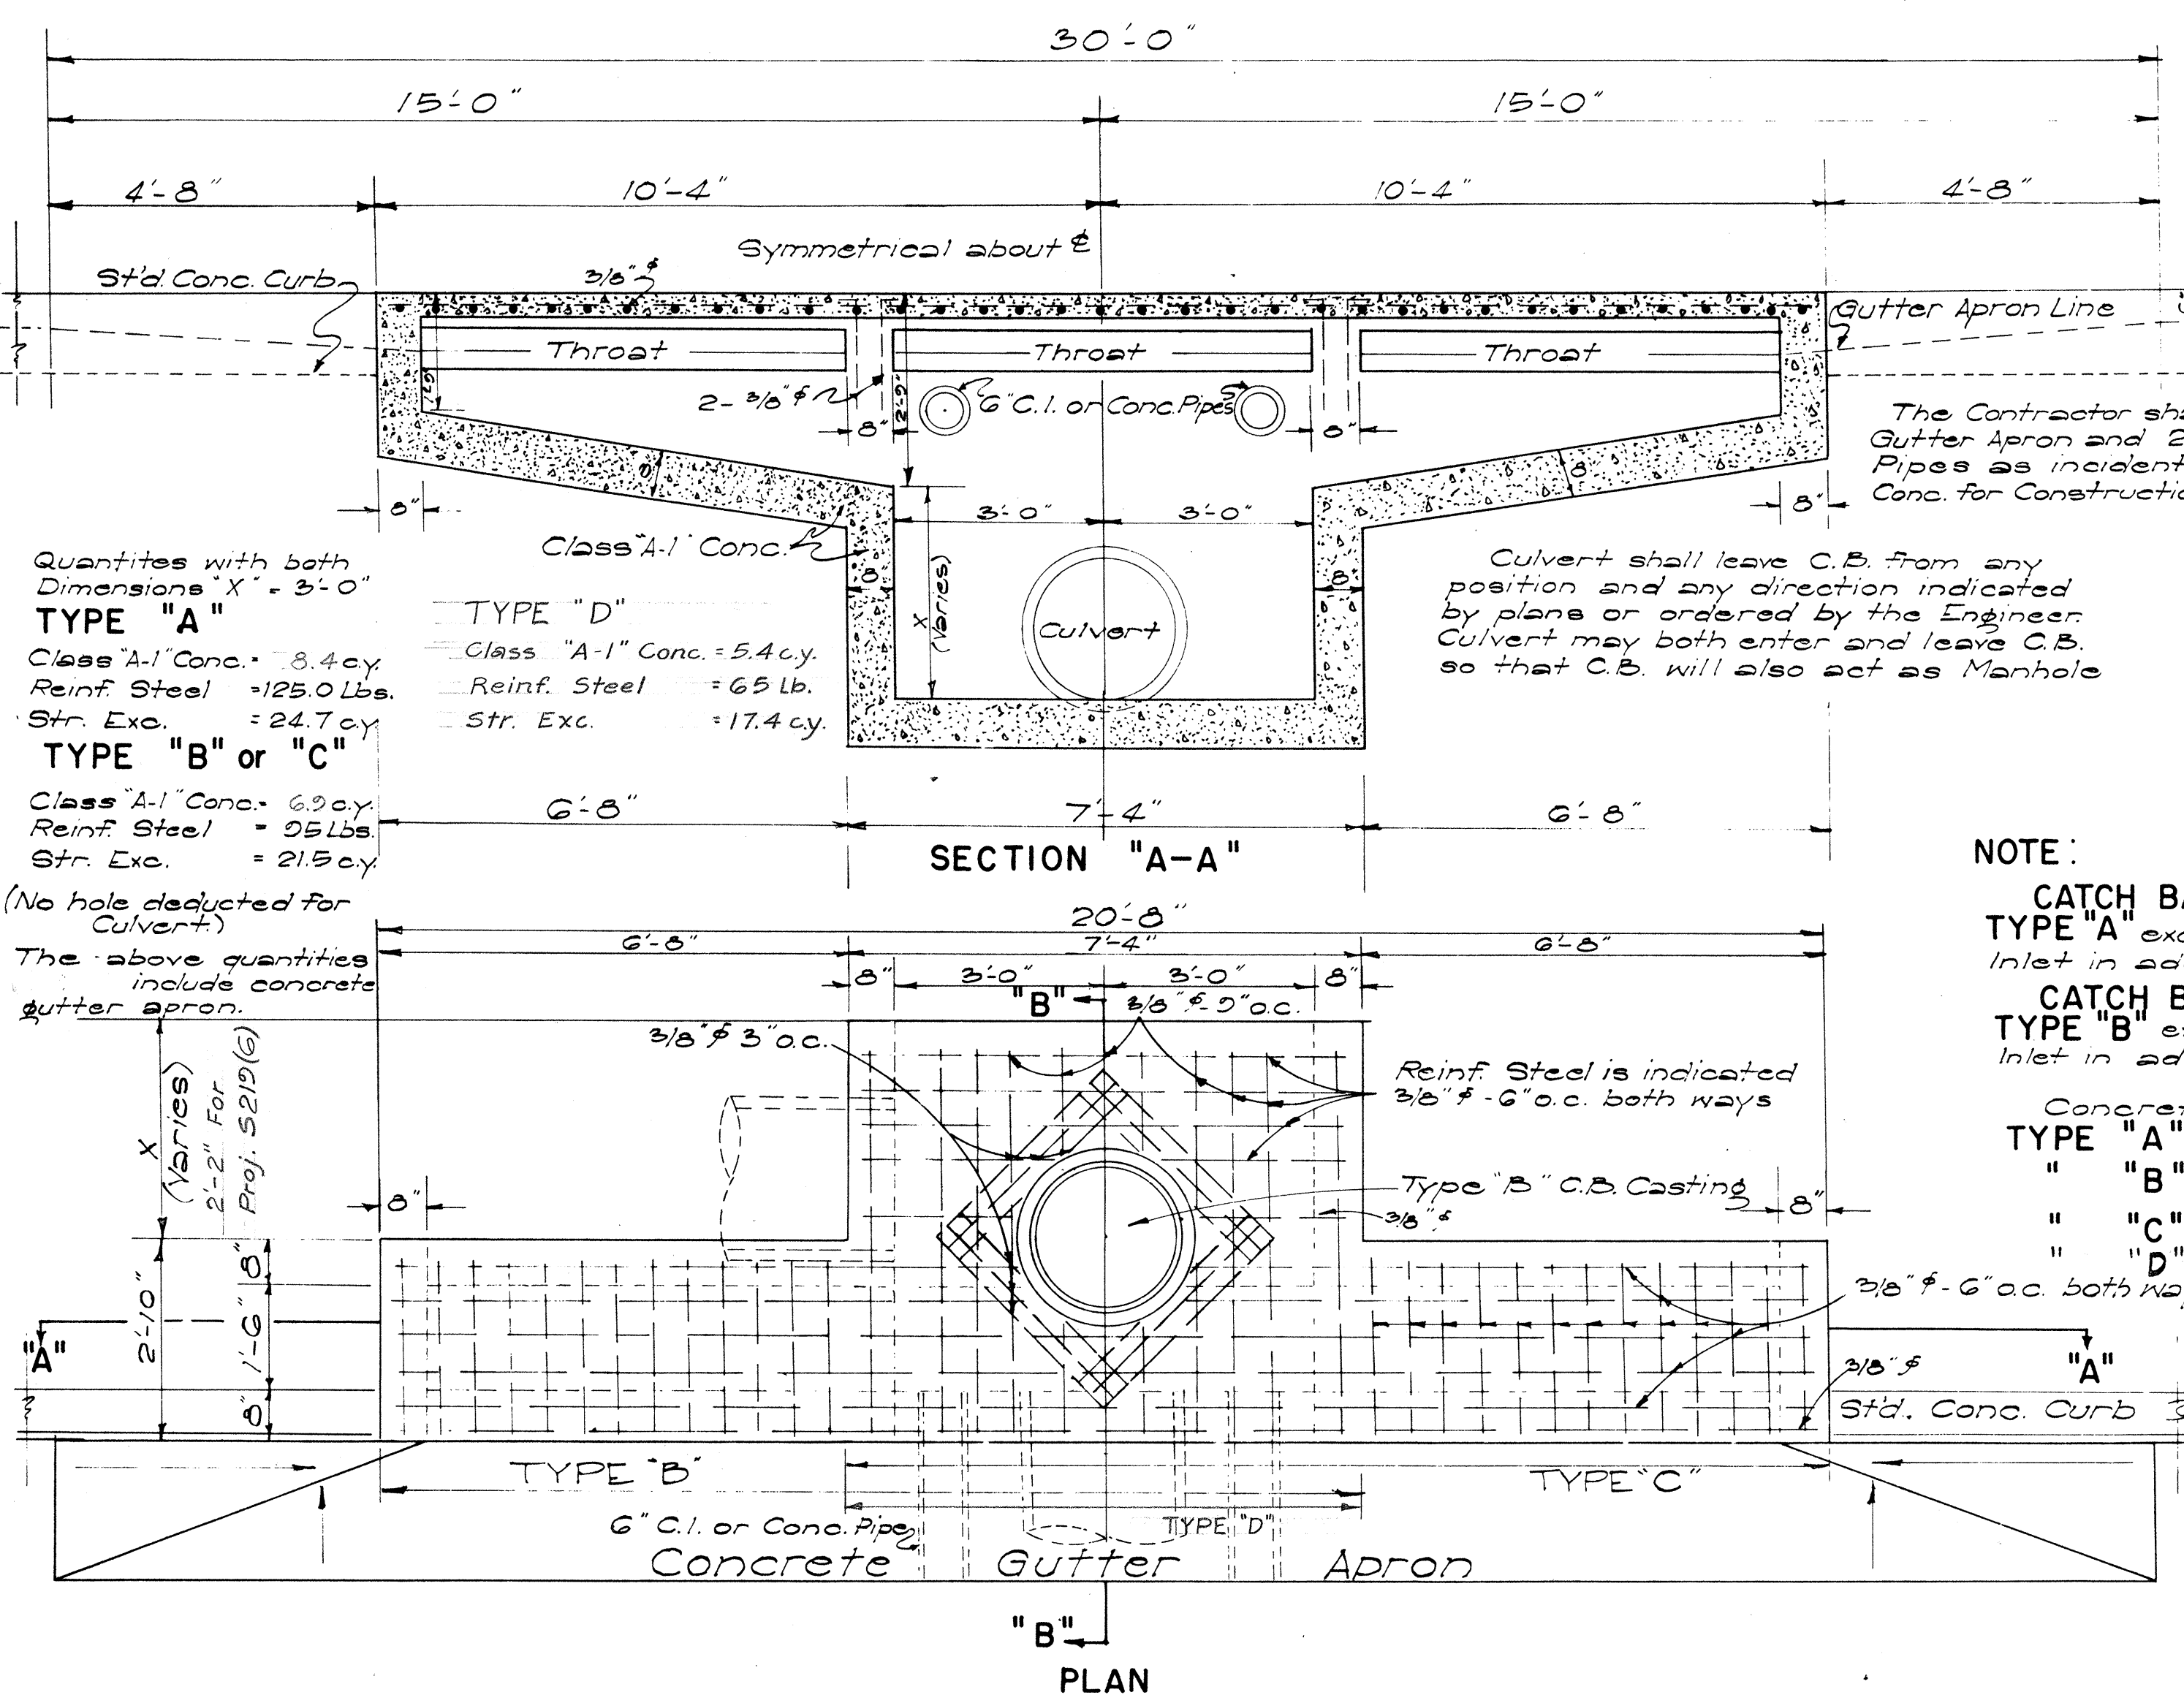 30'-0"
15'-0"
15'-0"
4'-8"
10'-4"
10'-4"
4'-8"
Symmetrical about ℄
St'd. Conc. Curb
3/8" ϕ
Gutter Apron Line
Throat
Throat
Throat
1'-9"
2-3/8" ϕ
2'-9"
6" C.I. or Conc. Pipes
8"
8"
The Contractor
Gutter Apron and
Pipes as
Conc. for
8"
8"
8"
8"
3'-0"
3'-0"
Class "A-1" Conc.
8"
8"
X
(Varies)
Culvert
Quantites with both
Dimensions "X" = 3'-0"
TYPE "A"
Class "A-1" Conc. = 8.4 c.y.
Reinf. Steel = 125.0 Lbs.
Str. Exc. = 24.7 c.y.
TYPE "B" or "C"
Class "A-1" Conc. = 6.9 c.y.
Reinf. Steel = 95 Lbs.
Str. Exc. = 21.5 c.y.
(No hole deducted for
Culvert.)
The above quantities
include concrete
gutter apron.
TYPE "D"
Class "A-1" Conc. = 5.4 c.y.
Reinf. Steel = 65 Lb.
Str. Exc. = 17.4 c.y.
Culvert shall leave C.B. from any
position and any direction indicated
by plans or ordered by the Engineer.
Culvert may both enter and leave C.B.
so that C.B. will also act as Manhole
6'-8"
7'-4"
6'-8"
SECTION "A-A"
20'-8"
6'-8"
7'-4"
6'-8"
8"
3'-0"
3'-0"
8"
"B"
3/8" ϕ-9" o.c.
3/8" ϕ 3" o.c.
Reinf. Steel is indicated
3/8" ϕ-6" o.c. both ways
Type "B" C.B. Casting
3/8" ϕ
8"
8"
X
(Varies)
2'-2" For
Proj. S219(6)
2'-10"
8"
1'-6"
8"
"A"
"A"
NOTE:
CATCH
TYPE "A"
Inlet in
CATCH
TYPE "B"
Inlet in
TYPE "A"
" "B"
" "C"
" "D"
3/8" ϕ-6" o.c. both
3/8" ϕ
St'd. Conc. Curb
TYPE "B"
TYPE "C"
TYPE "D"
6" C.I. or Conc. Pipe
Concrete Gutter Apron
"B"
PLAN